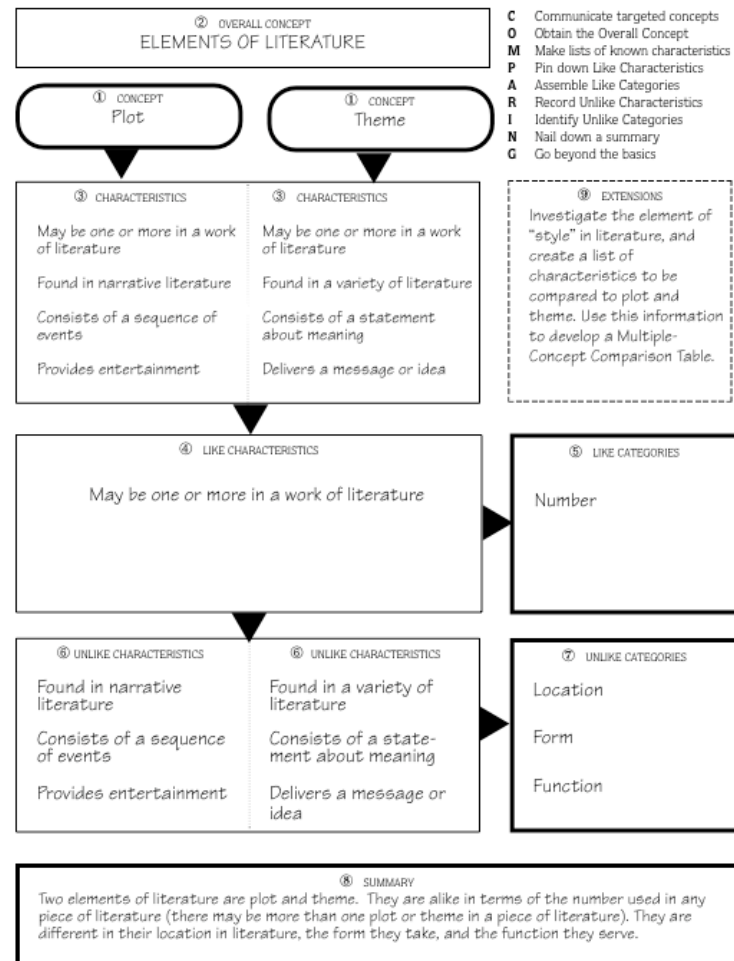 ② OVERALL CONCEPT
ELEMENTS OF LITERATURE
C Communicate targeted concepts
O Obtain the Overall Concept
M Make lists of known characteristics
P Pin down Like Characteristics
A Assemble Like Categories
R Record Unlike Characteristics
I Identify Unlike Categories
N Nail down a summary
G Go beyond the basics
① CONCEPT
Plot
① CONCEPT
Theme
③ CHARACTERISTICS
May be one or more in a work
of literature
Found in narrative literature
Consists of a sequence of
events
Provides entertainment
③ CHARACTERISTICS
May be one or more in a work
of literature
Found in a variety of literature
Consists of a statement
about meaning
Delivers a message or idea
⑨ EXTENSIONS
Investigate the element of
“style” in literature, and
create a list of
characteristics to be
compared to plot and
theme. Use this information
to develop a Multiple-
Concept Comparison Table.
④ LIKE CHARACTERISTICS
May be one or more in a work of literature
⑤ LIKE CATEGORIES
Number
⑥ UNLIKE CHARACTERISTICS
Found in narrative
literature
Consists of a sequence
of events
Provides entertainment
⑥ UNLIKE CHARACTERISTICS
Found in a variety of
literature
Consists of a state-
ment about meaning
Delivers a message or
idea
⑦ UNLIKE CATEGORIES
Location
Form
Function
⑧ SUMMARY
Two elements of literature are plot and theme. They are alike in terms of the number used in any
piece of literature (there may be more than one plot or theme in a piece of literature). They are
different in their location in literature, the form they take, and the function they serve.